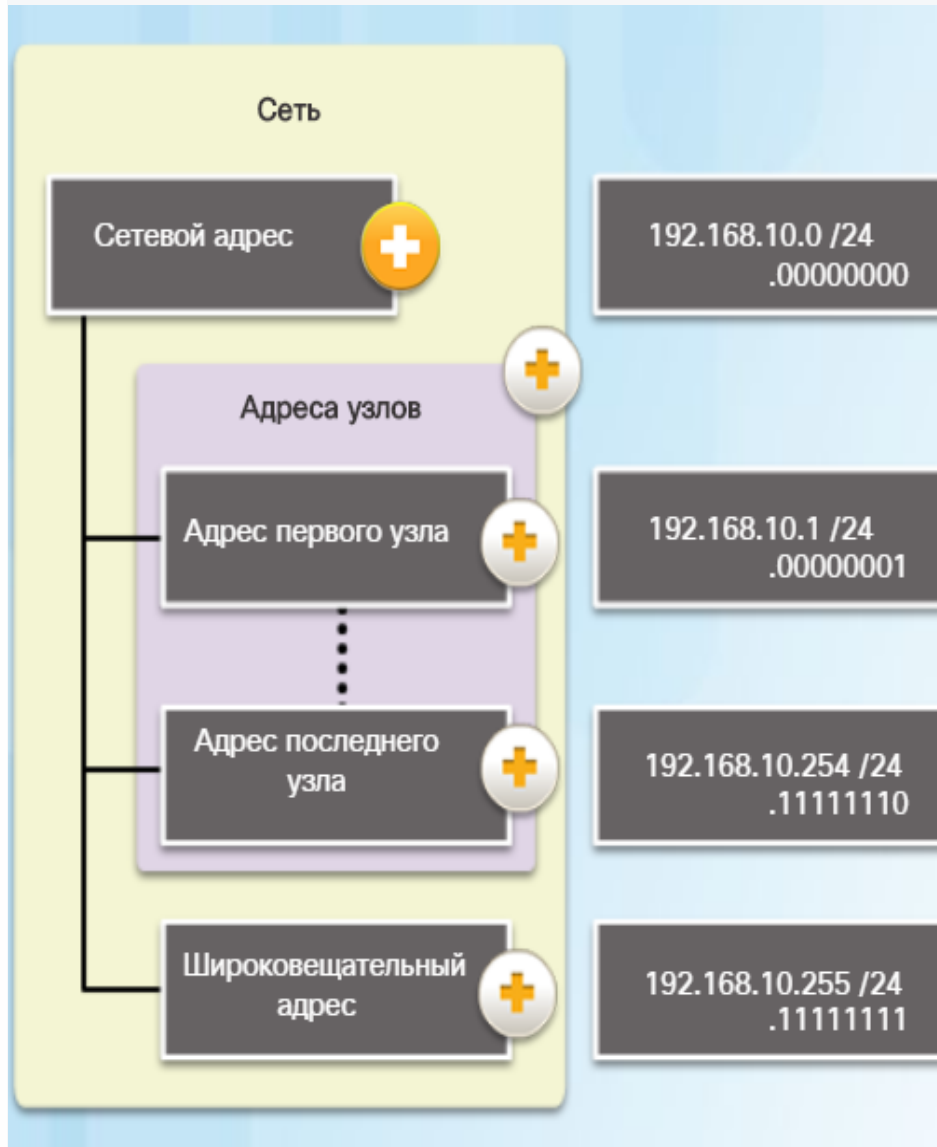 Сеть
Сетевой адрес
192.168.10.0 /24
.00000000
Адреса узлов
Адрес первого узла
192.168.10.1 /24
.00000001
Адрес последнего
узла
192.168.10.254 /24
.11111110
Широковещательный
адрес
192.168.10.255 /24
.11111111